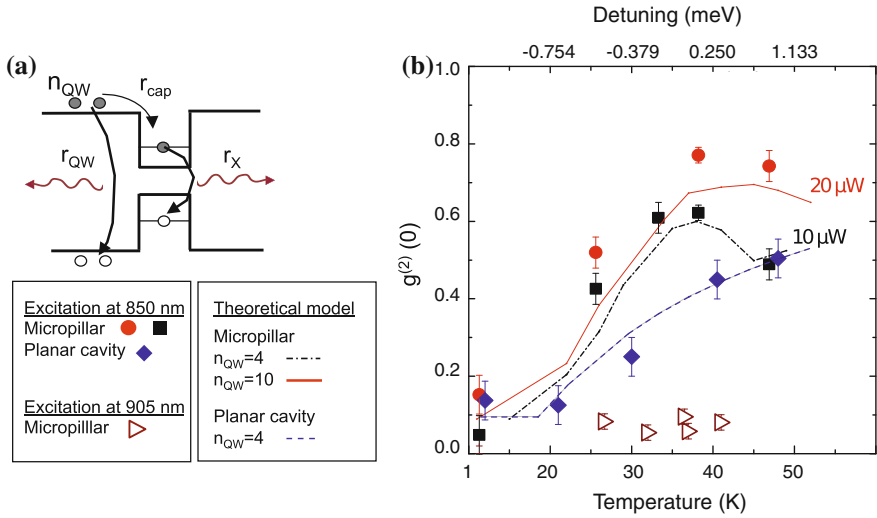 (a)
n_QW
r_cap
r_QW
r_X
Excitation at 850 nm
Micropillar
Planar cavity
Excitation at 905 nm
Micropilllar
Theoretical model
Micropillar
n_QW=4
n_QW=10
Planar cavity
n_QW=4
(b)
Detuning (meV)
-0.754 -0.379 0.250 1.133
1.0
0.8
0.6
0.4
0.2
0.0
g^(2) (0)
20 µW
10 µW
1 20 30 40 50
Temperature (K)